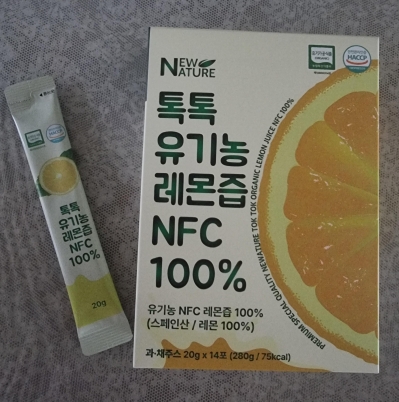 NEW
NATURE
HACCP
톡톡
유기농
레몬즙
NFC
100%
PREMIUM SPECIAL QUALITY NEWATURE TOK TOK ORGANIC LEMON JUICE NFC 100%
유기농 NFC 레몬즙 100%
(스페인산 / 레몬 100%)
과·채주스 20g x 14포 (280g / 75kcal)
톡톡
유기농
레몬즙
NFC
100%
20g